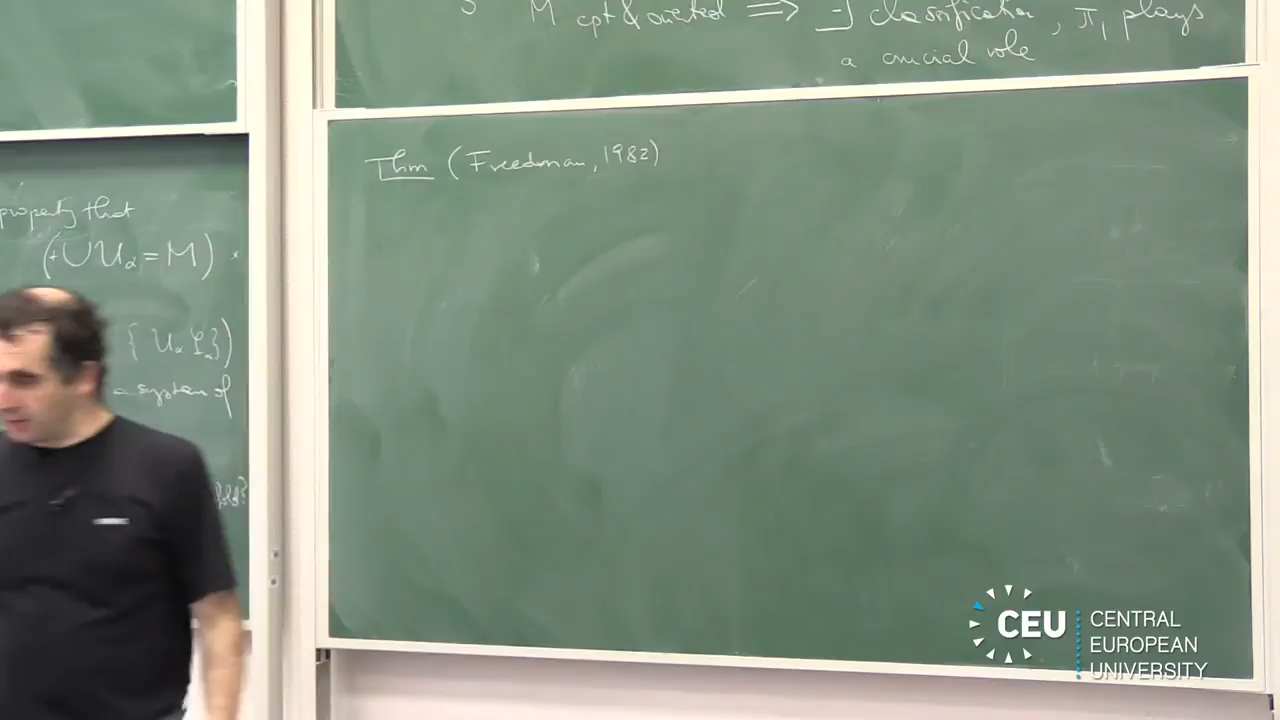 3 M cpt & oriented ⟹ ∃ classification, π₁ plays
a crucial role
Thm (Freedman, 1982)
property that
(+∪U_α = M)
{U_α φ_α})
a system of
CEU CENTRAL
EUROPEAN
UNIVERSITY